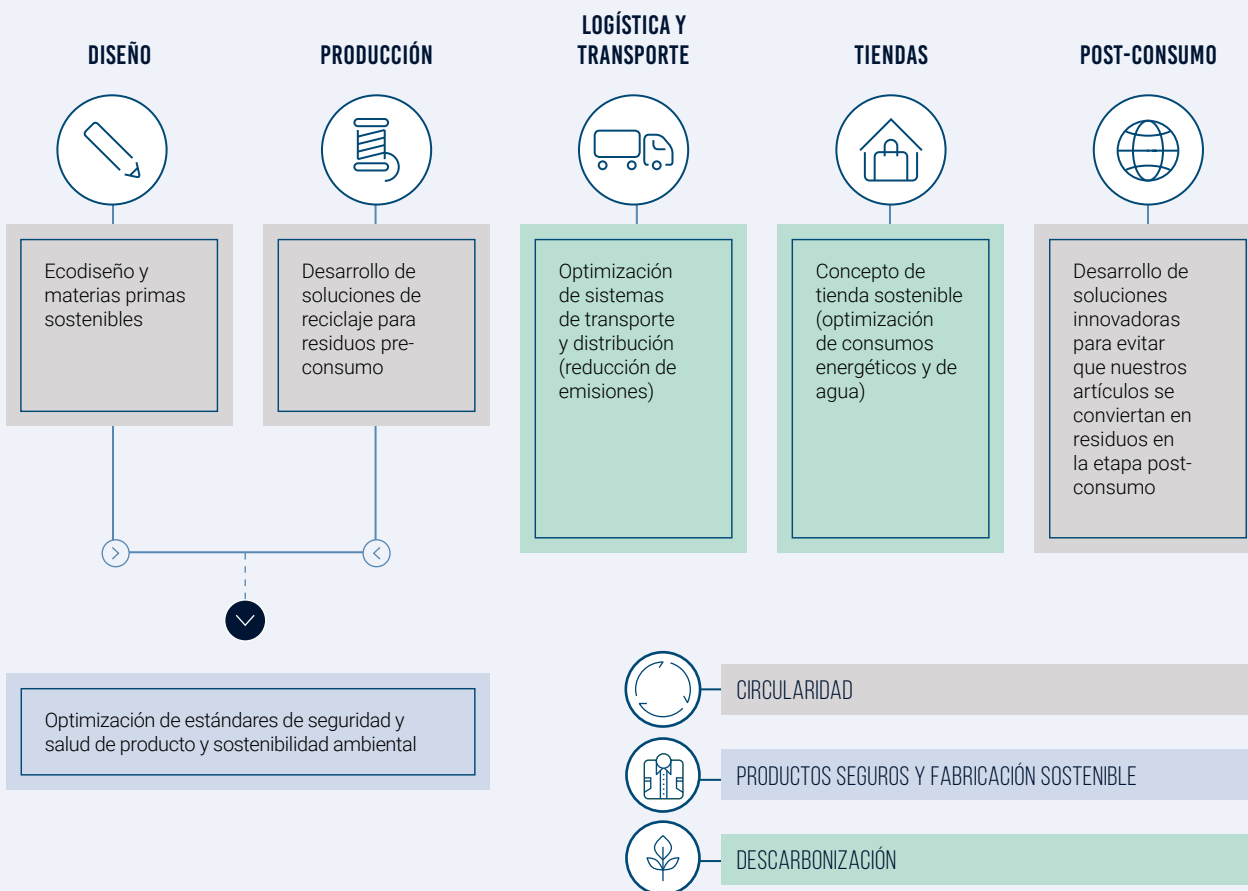 DISEÑO
PRODUCCIÓN
LOGÍSTICA Y
TRANSPORTE
TIENDAS
POST-CONSUMO
Ecodiseño y
materias primas
sostenibles
Desarrollo de
soluciones de
reciclaje para
residuos pre-
consumo
Optimización
de sistemas
de transporte
y distribución
(reducción de
emisiones)
Concepto de
tienda sostenible
(optimización
de consumos
energéticos y de
agua)
Desarrollo de
soluciones
innovadoras
para evitar
que nuestros
artículos se
conviertan en
residuos en
la etapa post-
consumo
Optimización de estándares de seguridad y
salud de producto y sostenibilidad ambiental
CIRCULARIDAD
PRODUCTOS SEGUROS Y FABRICACIÓN SOSTENIBLE
DESCARBONIZACIÓN